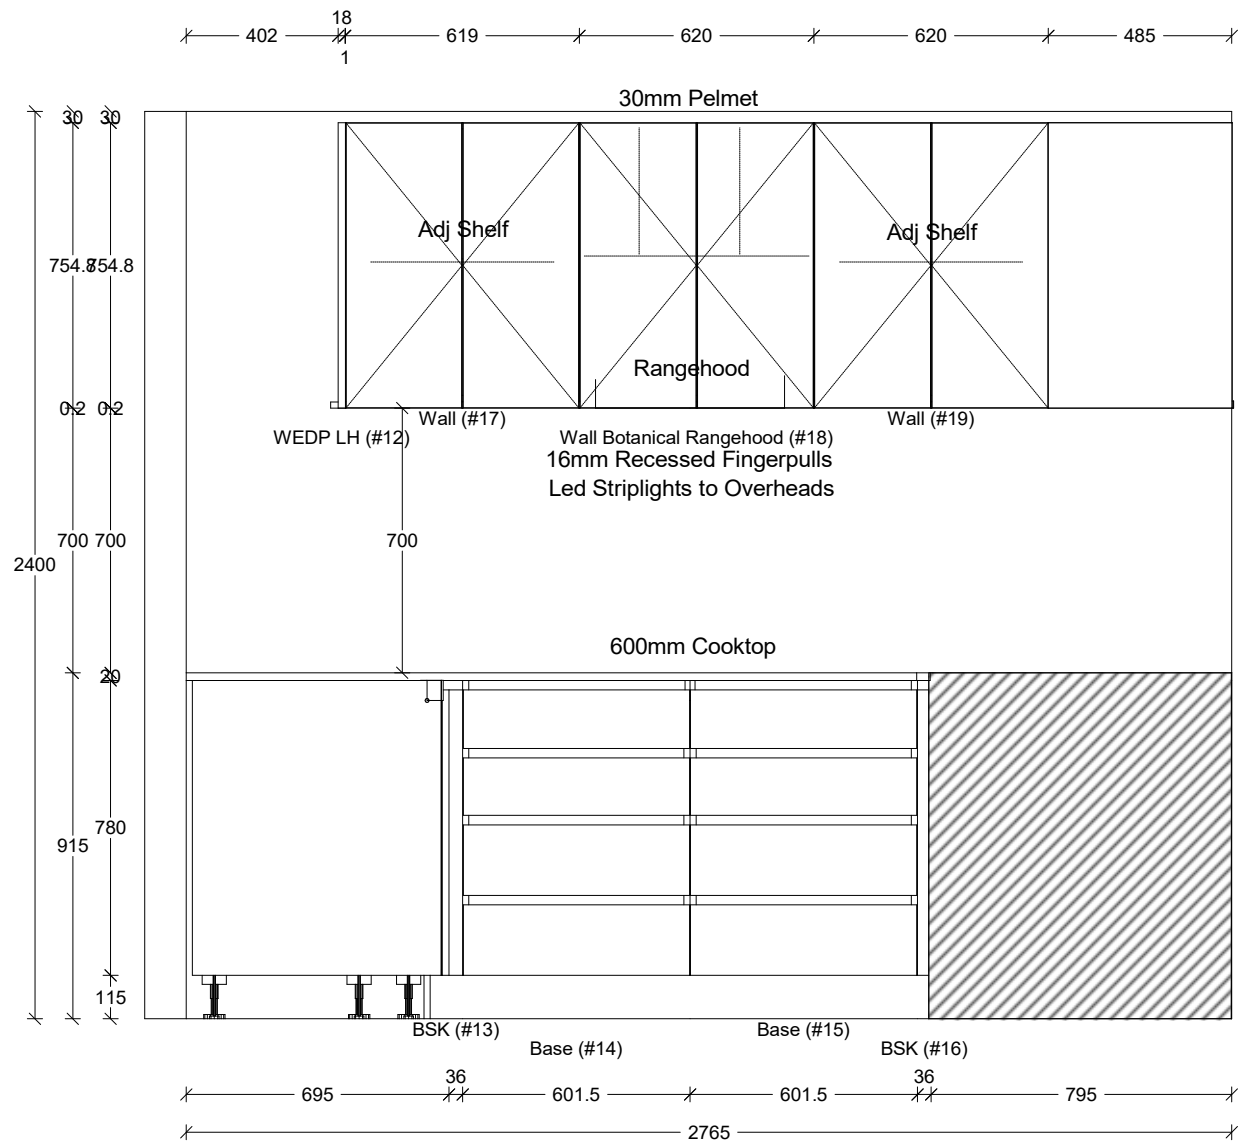 18
402 619 620 620 485
1
30mm Pelmet
30 30
Adj Shelf Adj Shelf
754.8 754.8
Rangehood
0.2 0.2
Wall (#17) Wall (#19)
WEDP LH (#12) Wall Botanical Rangehood (#18)
16mm Recessed Fingerpulls
Led Striplights to Overheads
700 700 700
2400
600mm Cooktop
20
780
915
115
BSK (#13) Base (#15)
Base (#14) BSK (#16)
36 36
695 601.5 601.5 795
2765